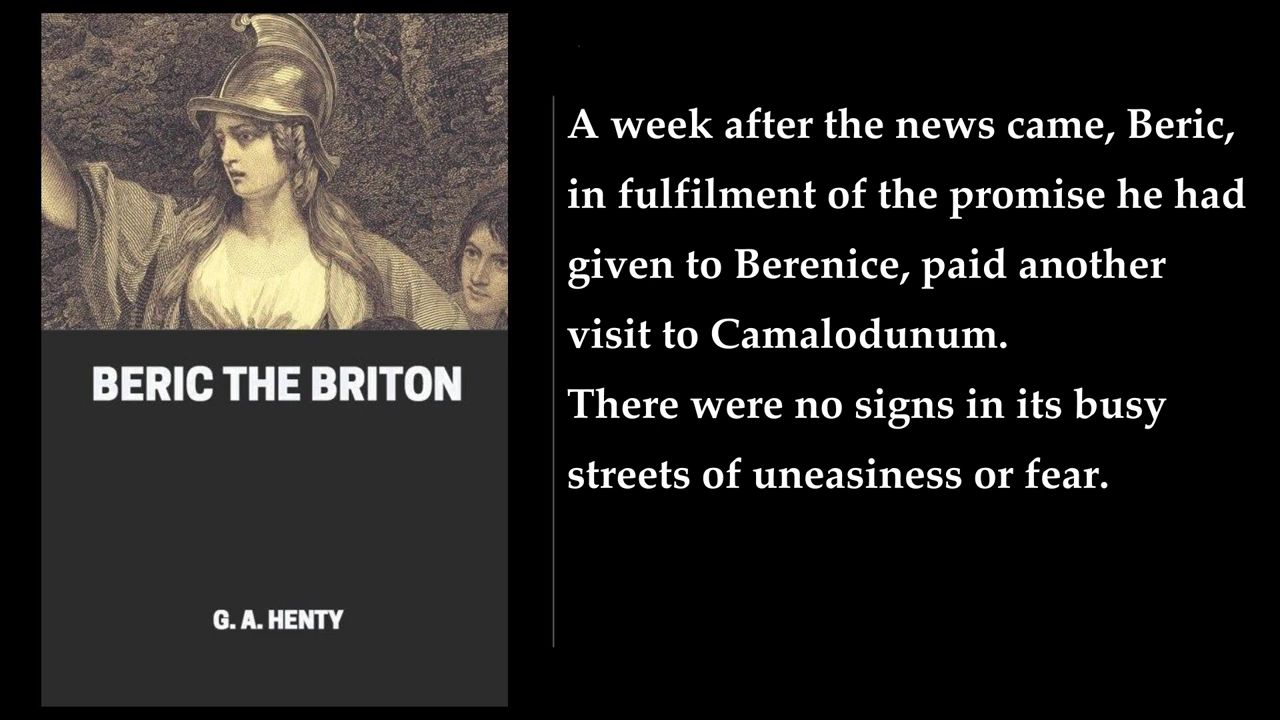 BERIC THE BRITON
G. A. HENTY
A week after the news came, Beric,
in fulfilment of the promise he had
given to Berenice, paid another
visit to Camalodunum.
There were no signs in its busy
streets of uneasiness or fear.